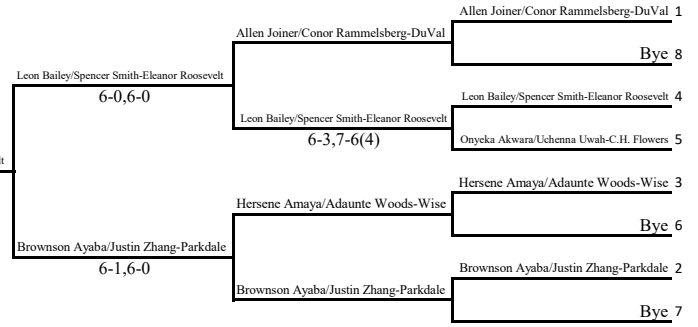 Allen Joiner/Conor Rammelsberg-DuVal 1
Allen Joiner/Conor Rammelsberg-DuVal
Bye 8
Leon Bailey/Spencer Smith-Eleanor Roosevelt
6-0,6-0
Leon Bailey/Spencer Smith-Eleanor Roosevelt 4
Leon Bailey/Spencer Smith-Eleanor Roosevelt
6-3,7-6(4)
Onyeka Akwara/Uchenna Uwah-C.H. Flowers 5
lt
Hersene Amaya/Adaunte Woods-Wise 3
Hersene Amaya/Adaunte Woods-Wise
Bye 6
Brownson Ayaba/Justin Zhang-Parkdale
6-1,6-0
Brownson Ayaba/Justin Zhang-Parkdale 2
Brownson Ayaba/Justin Zhang-Parkdale
Bye 7